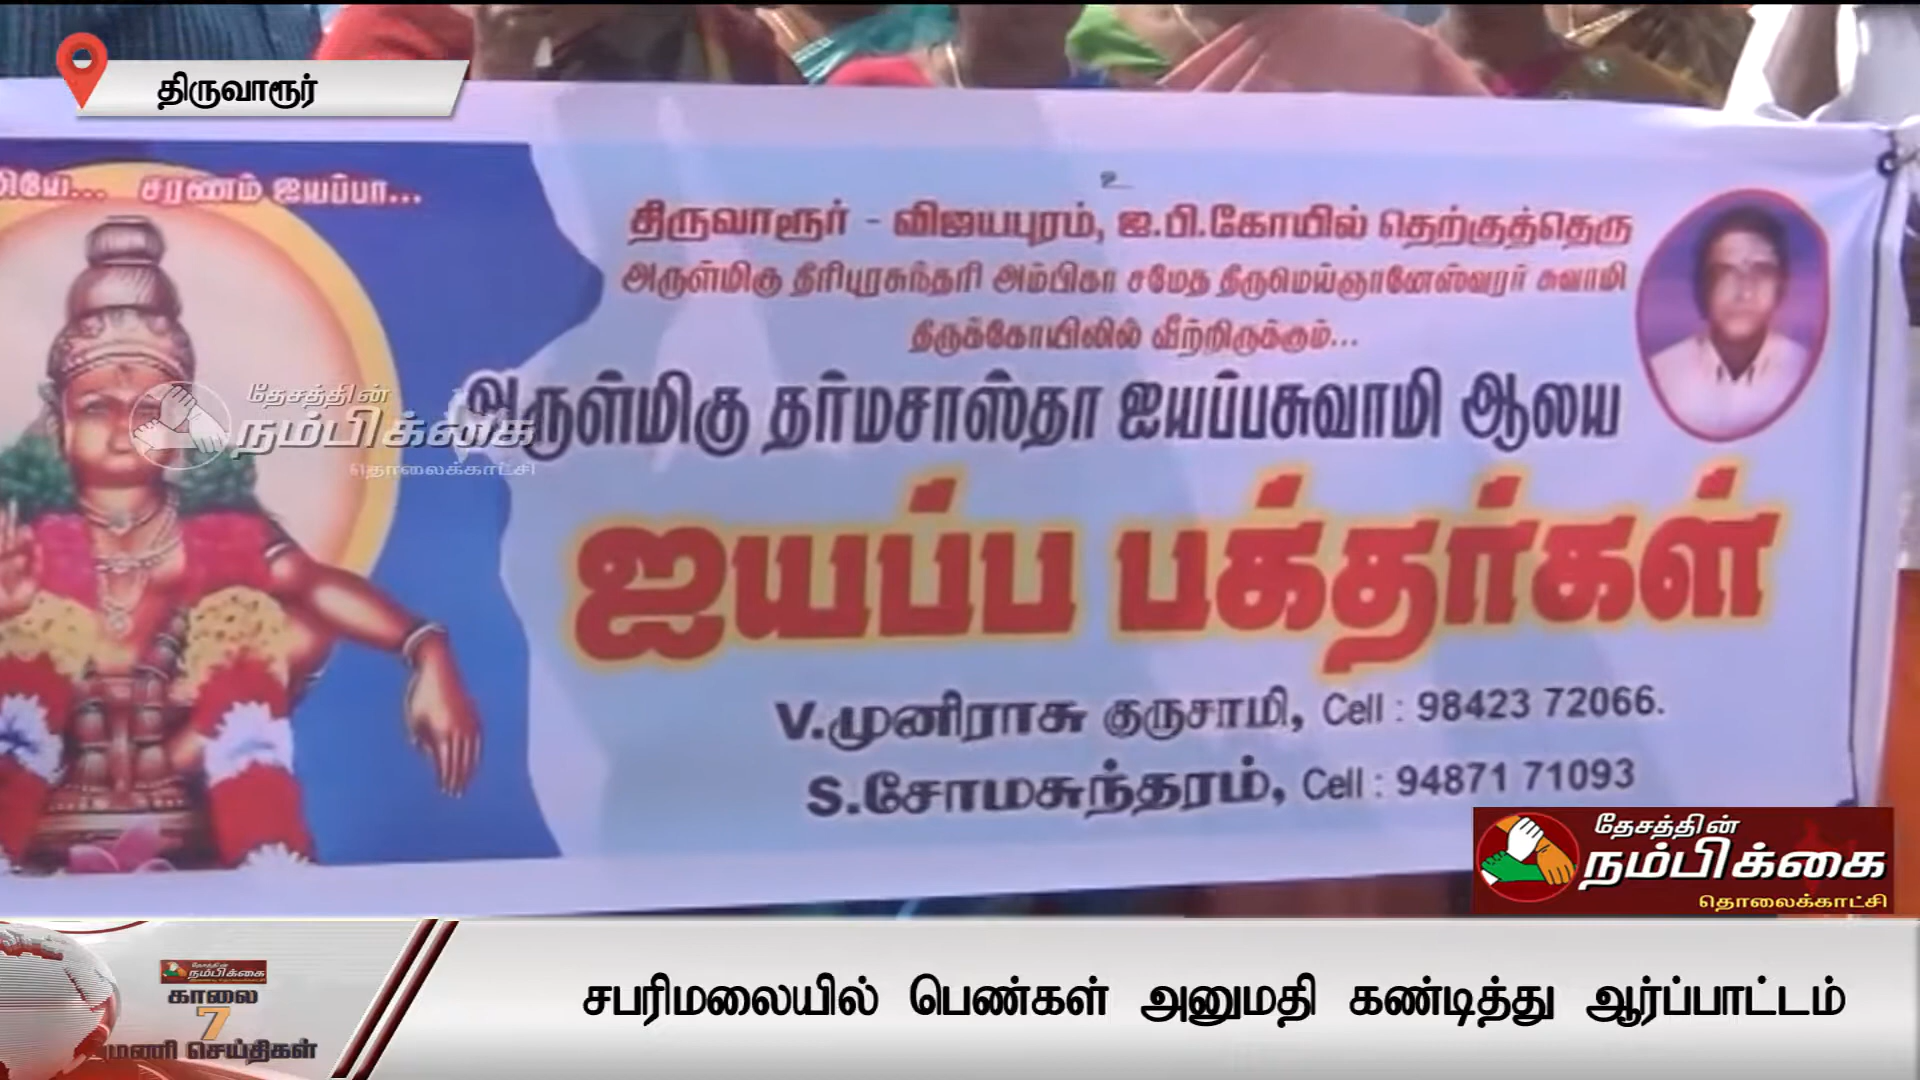 திருவாரூர்
சரணம் ஐயப்பா...
உ
திருவாரூர் - விஜயபுரம், ஐ.பி.கோயில் தெற்குத்தெரு
அருள்மிகு திரிபுரசுந்தரி அம்பிகா சமேத திருமெய்ஞானேஸ்வரர் சுவாமி
திருக்கோயிலில் வீற்றிருக்கும்...
அருள்மிகு தர்மசாஸ்தா ஐயப்பசுவாமி ஆலய
ஐயப்ப பக்தர்கள்
V.முனிராசு குருசாமி, Cell : 98423 72066.
S.சோமசுந்தரம், Cell : 94871 71093
தேசத்தின்
நம்பிக்கை
தொலைக்காட்சி
தேசத்தின்
நம்பிக்கை
தொலைக்காட்சி
தேசத்தின்
நம்பிக்கை
காலை
7
மணி செய்திகள்
சபரிமலையில் பெண்கள் அனுமதி கண்டித்து ஆர்ப்பாட்டம்